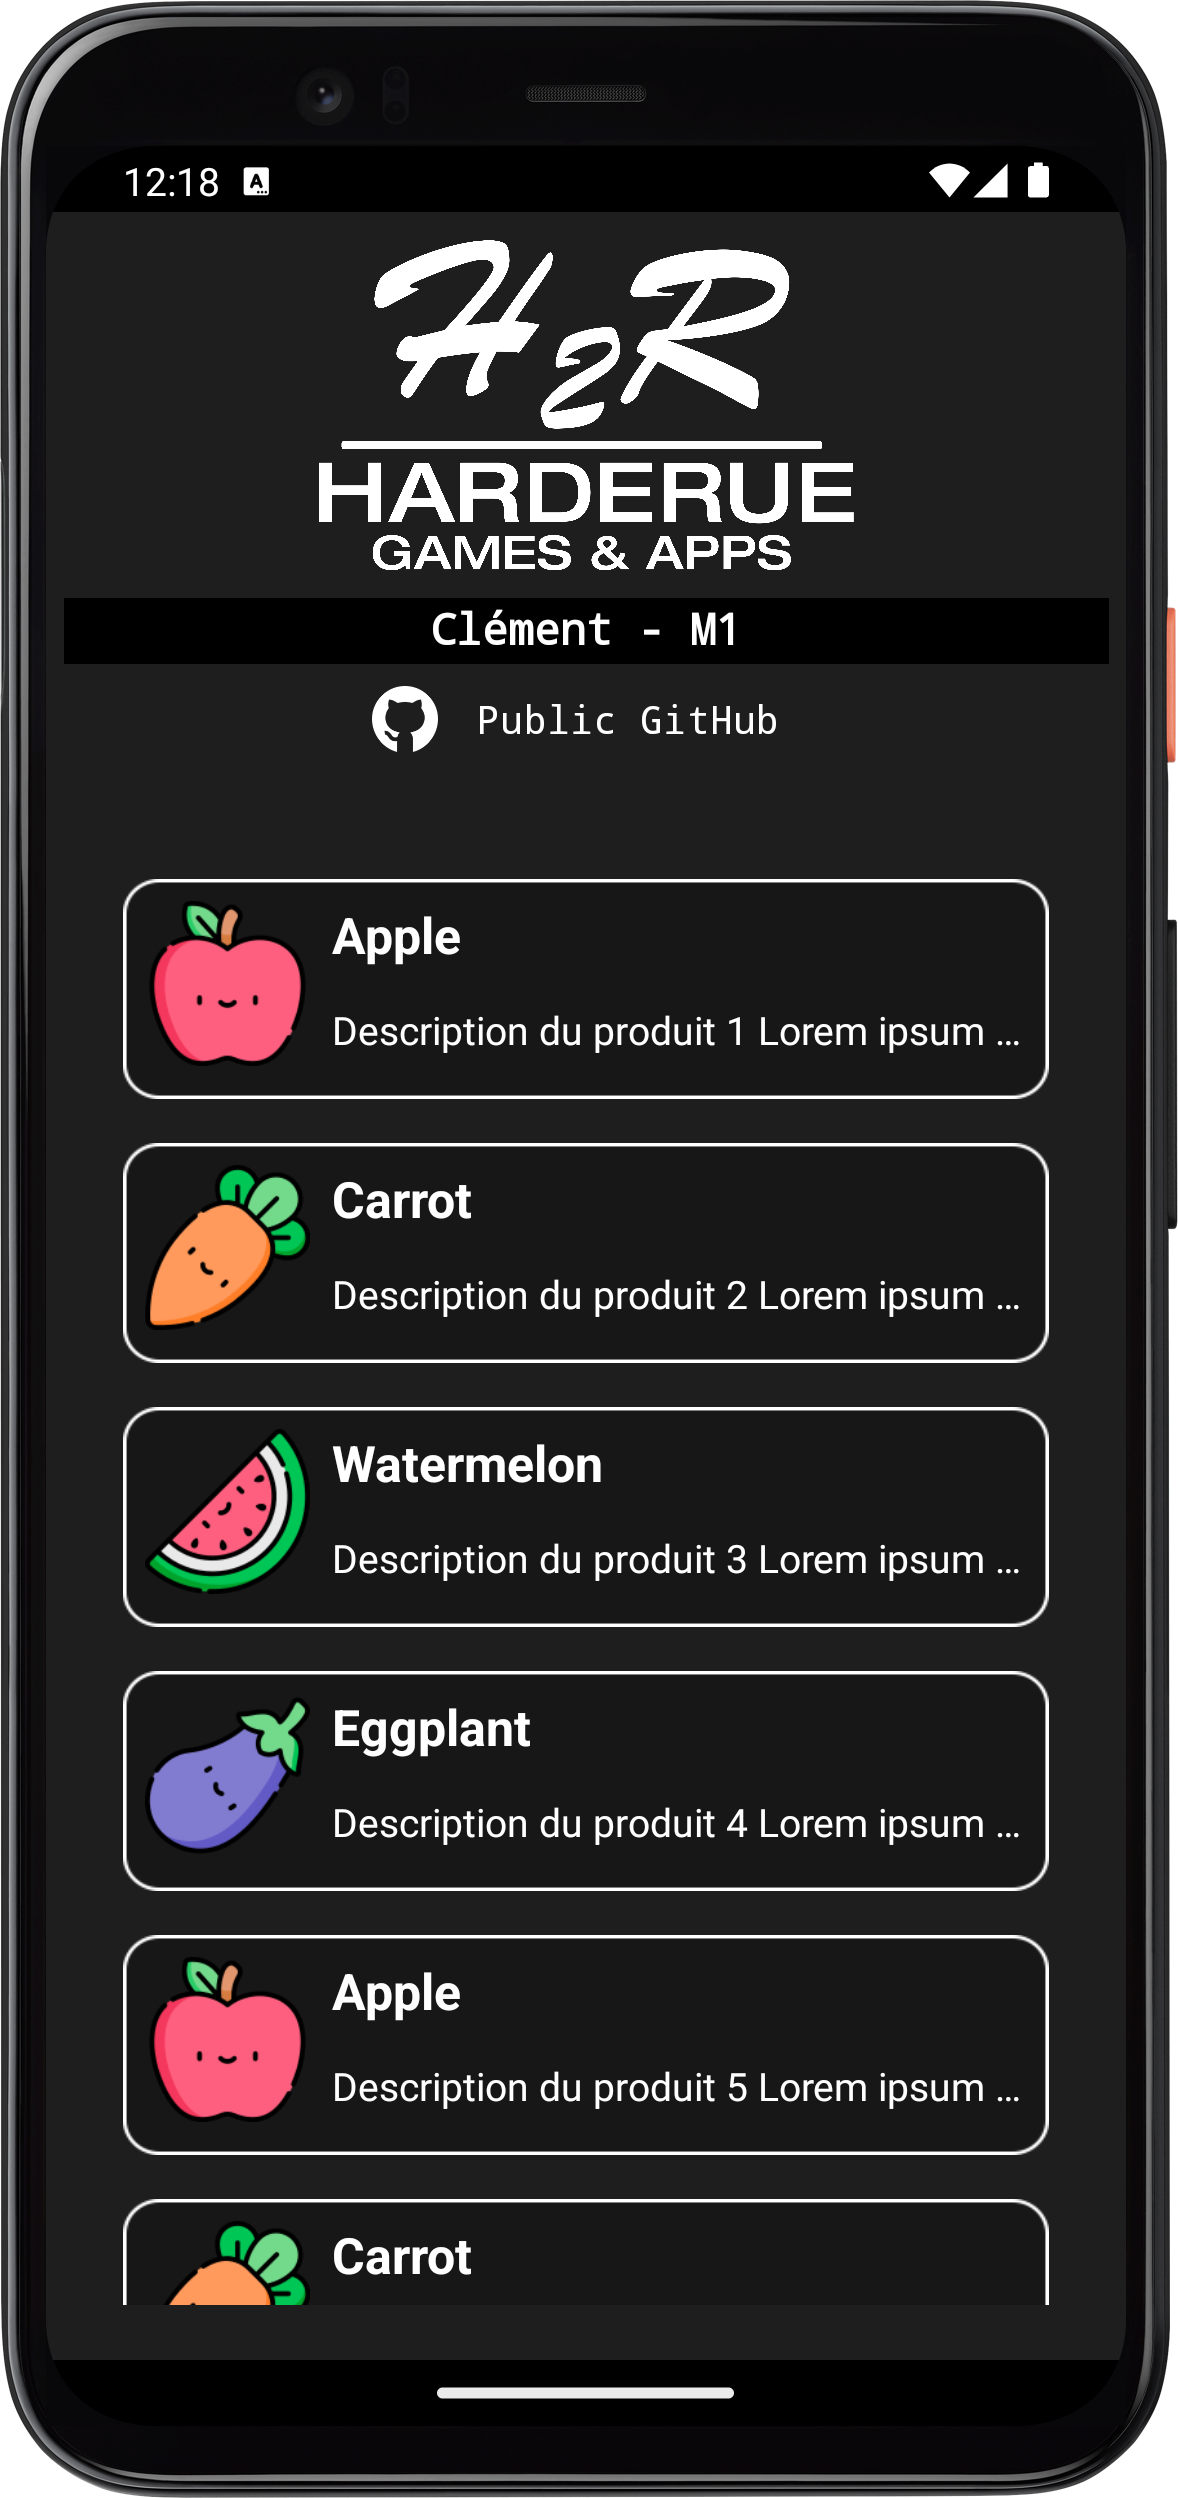 12:18
H2R
HARDERUE
GAMES & APPS
Clément - M1
Public GitHub
Apple
Description du produit 1 Lorem ipsum ...
Carrot
Description du produit 2 Lorem ipsum ...
Watermelon
Description du produit 3 Lorem ipsum ...
Eggplant
Description du produit 4 Lorem ipsum ...
Apple
Description du produit 5 Lorem ipsum ...
Carrot